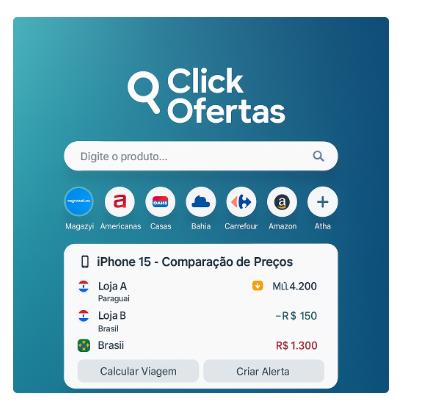 Click
Ofertas
Digite o produto...
Magazyi Americanas Casas Bahia Carrefour Amazon Atha
iPhone 15 - Comparação de Preços
Loja A 4.200
Paraguai
Loja B -R$ 150
Brasil
Brasii R$ 1.300
Calcular Viagem Criar Alerta